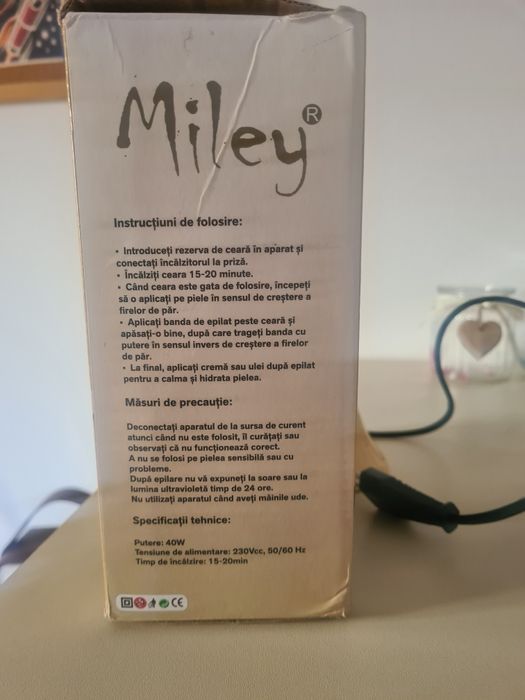 Miley®
Instrucțiuni de folosire:
• Introduceți rezerva de ceară în aparat și
conectați încălzitorul la priză.
• Încălziți ceara 15-20 minute.
• Când ceara este gata de folosire, începeți
să o aplicați pe piele în sensul de creștere a
firelor de păr.
• Aplicați banda de epilat peste ceară și
apăsați-o bine, după care trageți banda cu
putere în sensul invers de creștere a firelor
de păr.
• La final, aplicați cremă sau ulei după epilat
pentru a calma și hidrata pielea.
Măsuri de precauție:
Deconectați aparatul de la sursa de curent
atunci când nu este folosit, îl curățați sau
observați că nu funcționează corect.
A nu se folosi pe pielea sensibilă sau cu
probleme.
După epilare nu vă expuneți la soare sau la
lumina ultravioletă timp de 24 ore.
Nu utilizați aparatul când aveți mâinile ude.
Specificații tehnice:
Putere: 40W
Tensiune de alimentare: 230Vcc, 50/60 Hz
Timp de încălzire: 15-20min
CE